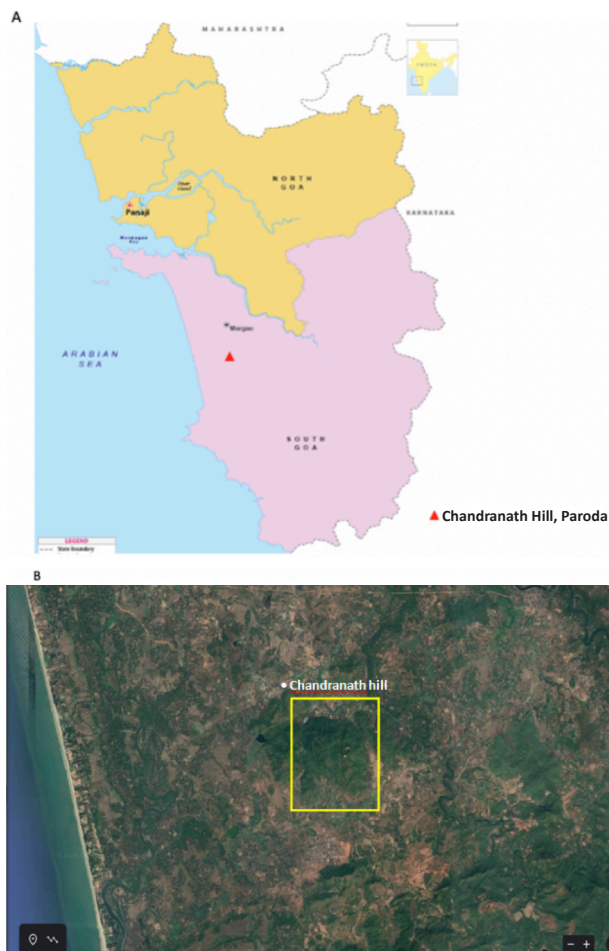 A
MAHARASHTRA
INDIA
NORTH
GOA
Panaji
KARNATAKA
Margao
ARABIAN
SEA
SOUTH
GOA
Chandranath Hill, Paroda
LEGEND
State Boundary
B
Chandranath hill